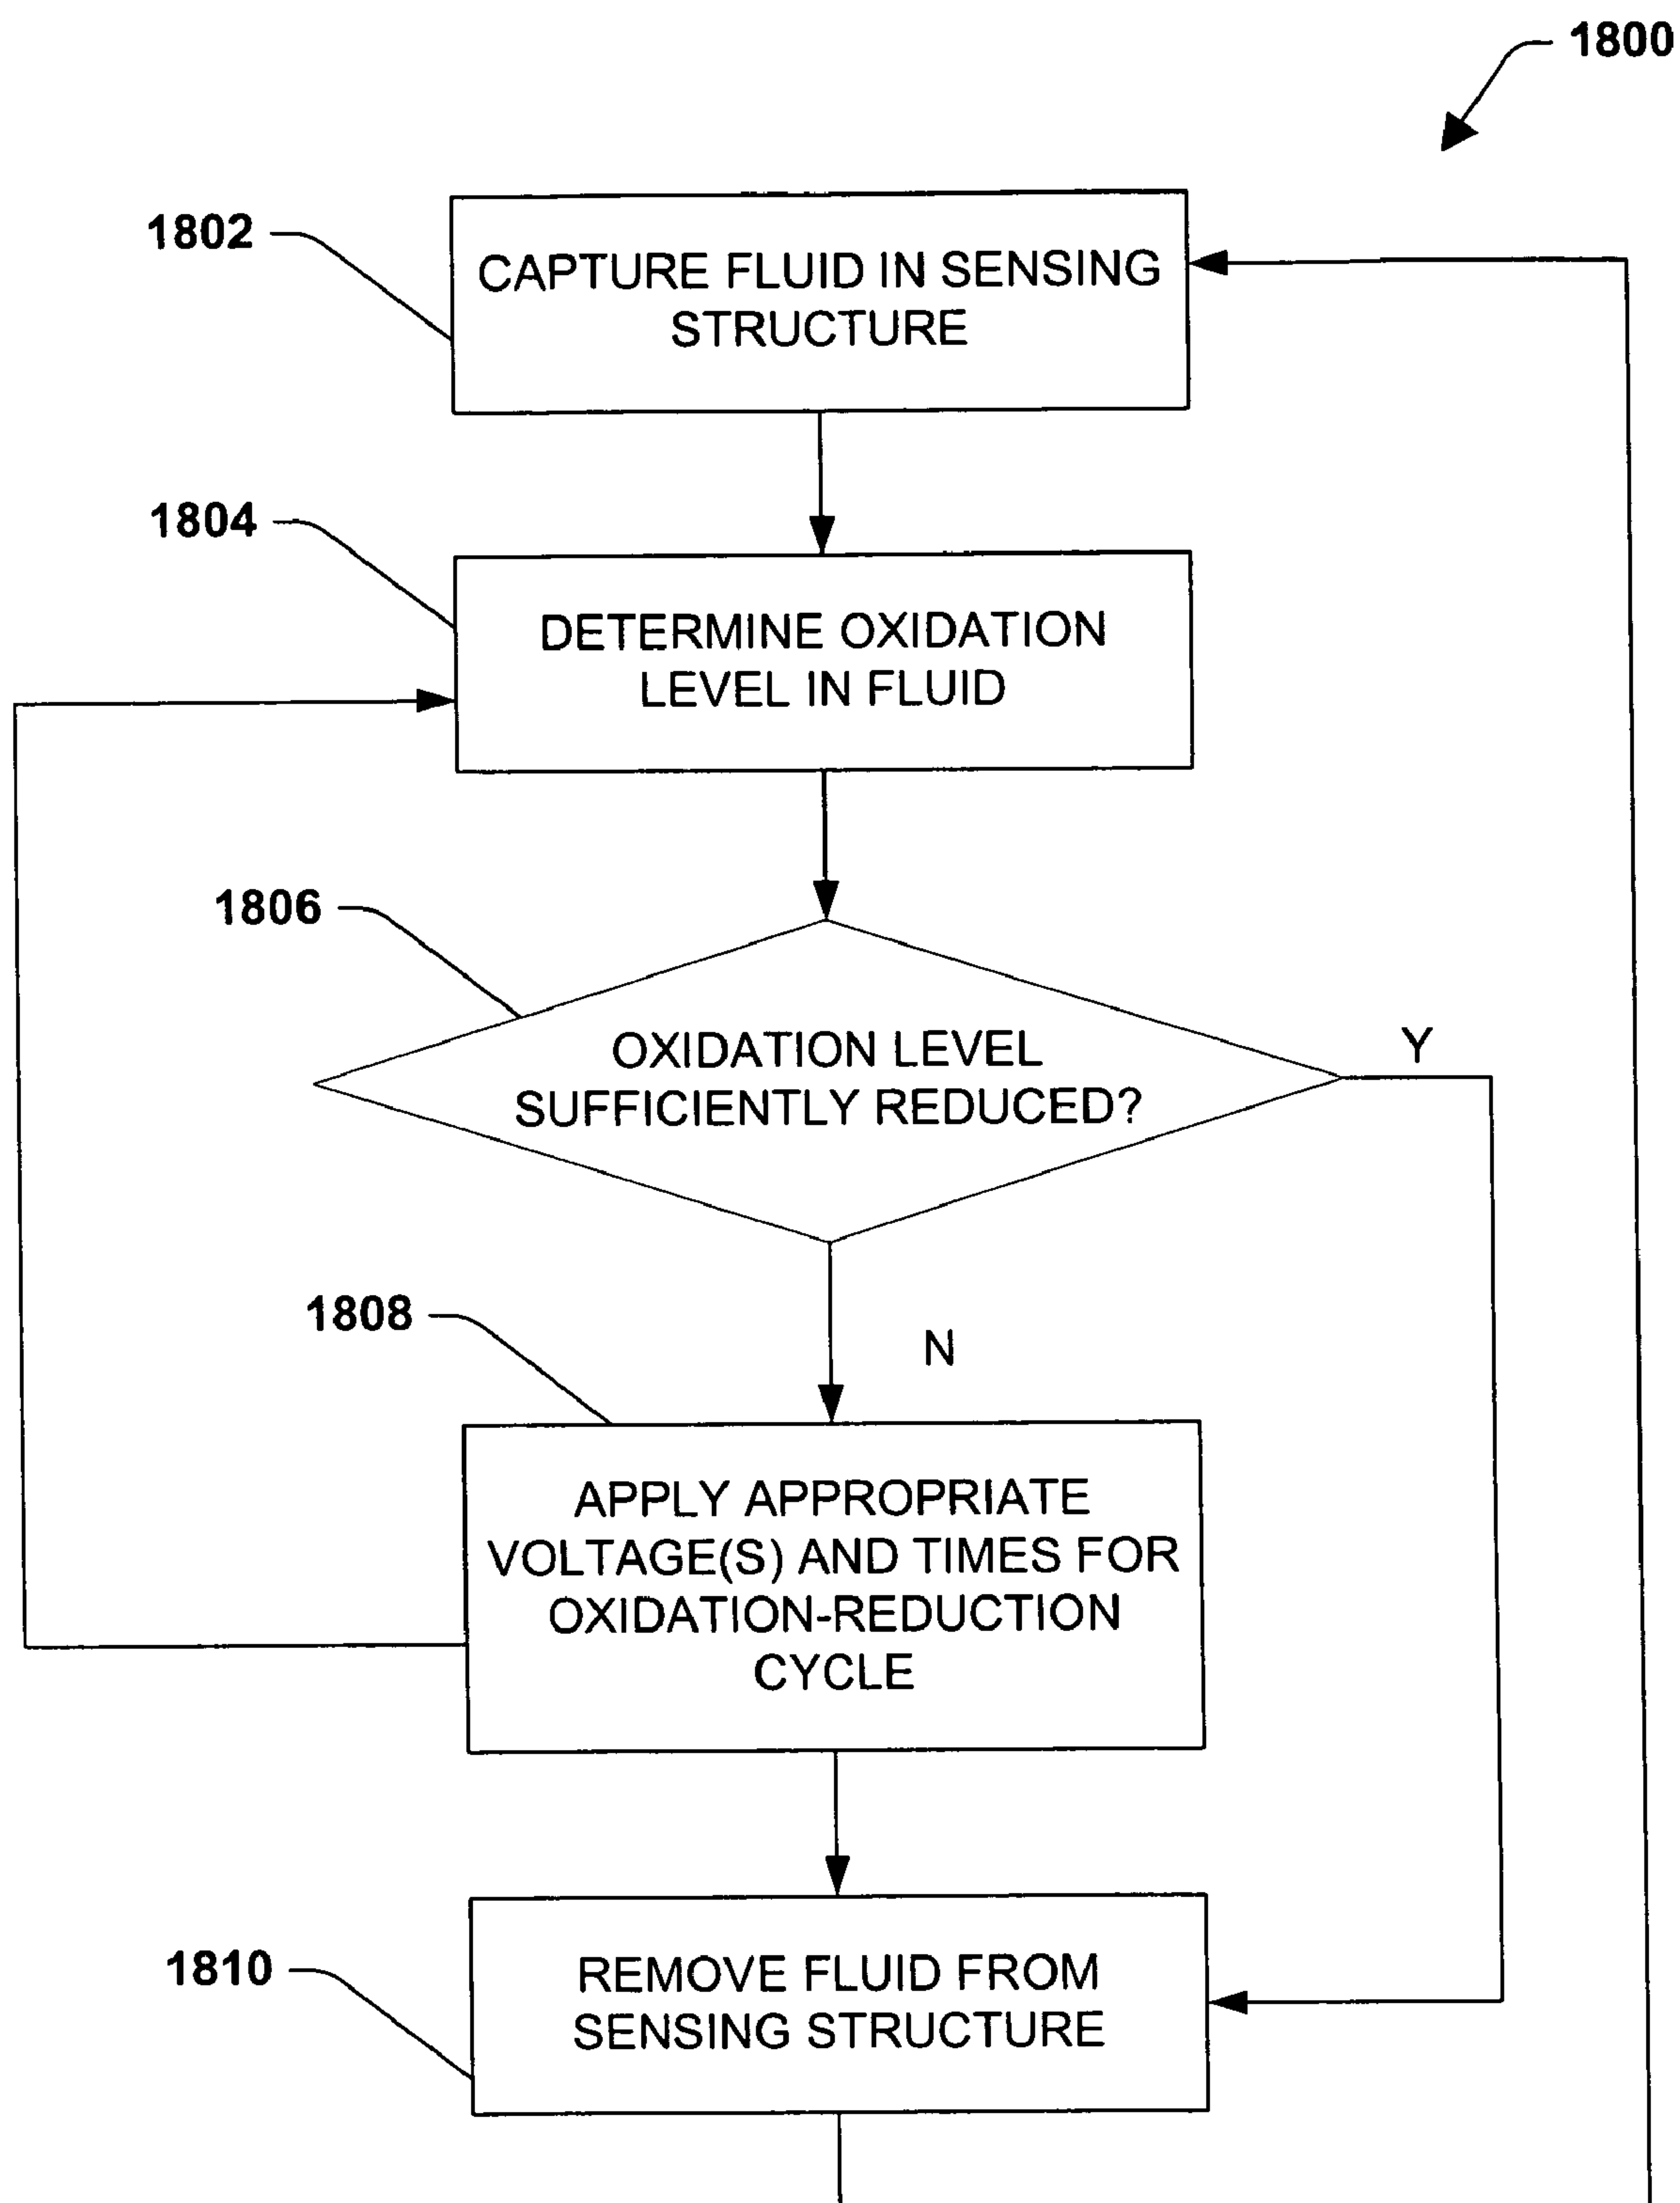 1800
1802
CAPTURE FLUID IN SENSING
STRUCTURE
1804
DETERMINE OXIDATION
LEVEL IN FLUID
1806
OXIDATION LEVEL
SUFFICIENTLY REDUCED?
Y
1808
N
APPLY APPROPRIATE
VOLTAGE(S) AND TIMES FOR
OXIDATION-REDUCTION
CYCLE
1810
REMOVE FLUID FROM
SENSING STRUCTURE